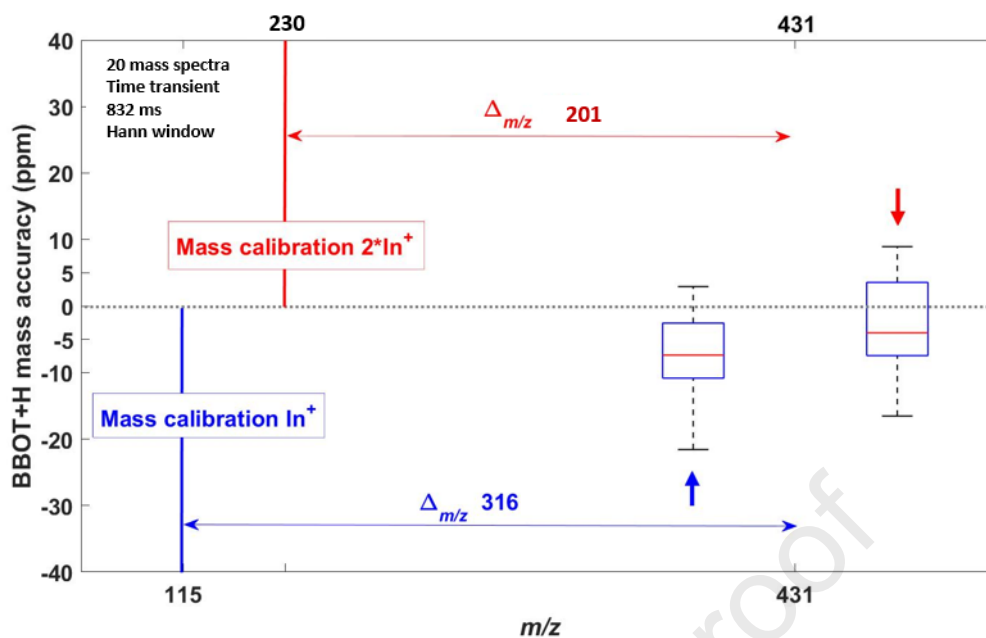 230 431
20 mass spectra
Time transient
832 ms
Hann window
Δm/z 201
Mass calibration 2*In+
Mass calibration In+
Δm/z 316
BBOT+H mass accuracy (ppm)
40
30
20
10
5
0
-5
-10
-20
-30
-40
115 431
m/z
roof